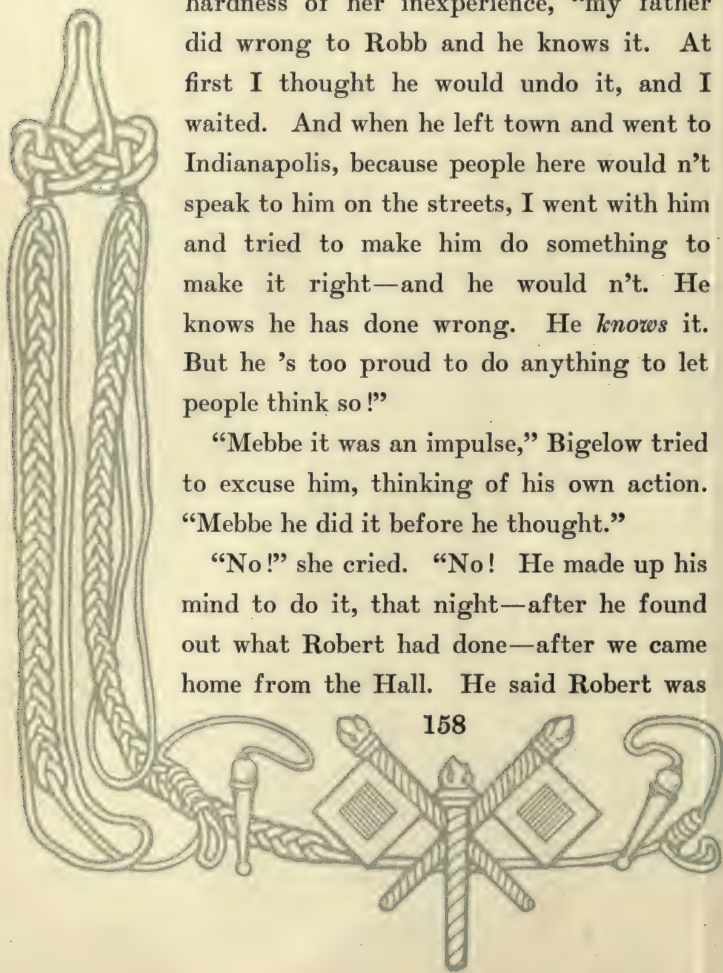 hardness of her inexperience, “my father
did wrong to Robb and he knows it. At
first I thought he would undo it, and I
waited. And when he left town and went to
Indianapolis, because people here would n’t
speak to him on the streets, I went with him
and tried to make him do something to
make it right—and he would n’t. He
knows he has done wrong. He knows it.
But he ’s too proud to do anything to let
people think so!”
“Mebbe it was an impulse,” Bigelow tried
to excuse him, thinking of his own action.
“Mebbe he did it before he thought.”
“No!” she cried. “No! He made up his
mind to do it, that night—after he found
out what Robert had done—after we came
home from the Hall. He said Robert was
158